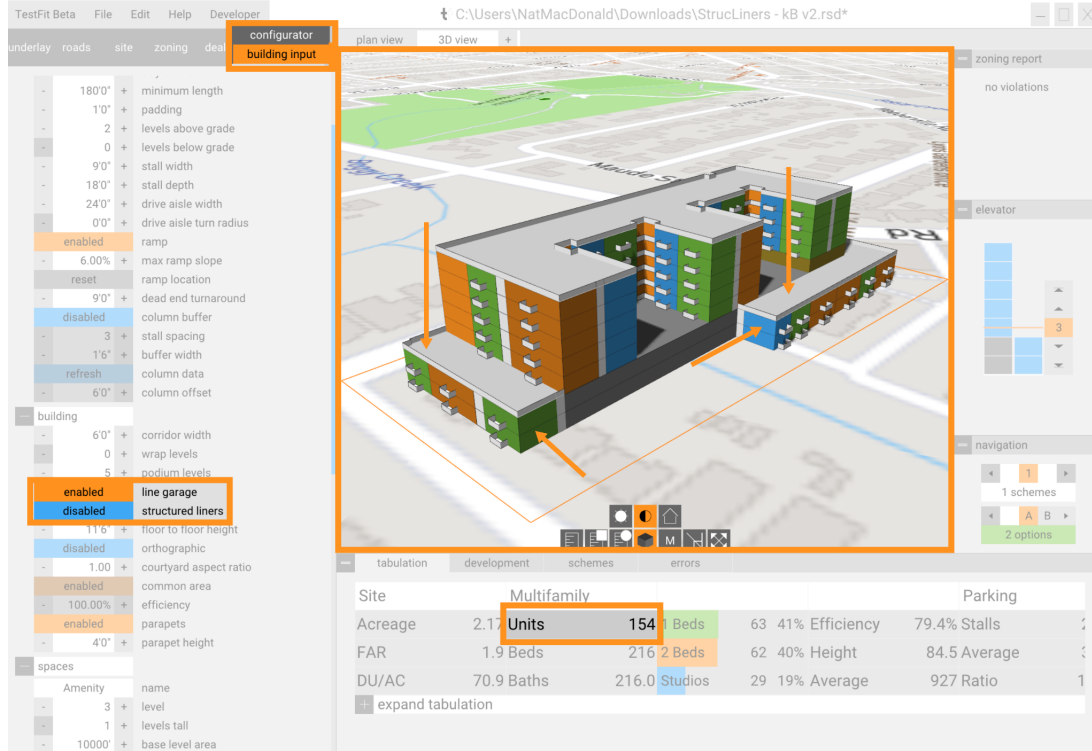 TestFit Beta File Edit Help Developer
C:\Users\NatMacDonald\Downloads\StrucLiners - kB v2.rsd*
configurator
underlay roads site zoning deal
building input
plan view 3D view +
zoning report
no violations
- 180'0" + minimum length
1'0" + padding
- 2 + levels above grade
- 0 + levels below grade
- 9'0" + stall width
- 18'0" + stall depth
- 24'0" + drive aisle width
- 0'0" + drive aisle turn radius
enabled ramp
- 6.00% + max ramp slope
reset ramp location
- 9'0" + dead end turnaround
disabled column buffer
- 3 + stall spacing
- 1'6" + buffer width
refresh column data
- 6'0" + column offset
- building
- 6'0" + corridor width
- 0 + wrap levels
- 5 + podium levels
enabled line garage
disabled structured liners
- 11'6" + floor to floor height
disabled orthographic
- 1.00 + courtyard aspect ratio
enabled common area
- 100.00% + efficiency
enabled parapets
- 4'0" + parapet height
- spaces
Amenity name
- 3 + level
- 1 + levels tall
- 10000' + base level area
Maude S
Rd
M
elevator
3
navigation
1
1 schemes
A B
2 options
tabulation development schemes errors
Site Multifamily Parking
Acreage 2.17 Units 154 1 Beds 63 41% Efficiency 79.4% Stalls
FAR 1.9 Beds 216 2 Beds 62 40% Height 84.5 Average
DU/AC 70.9 Baths 216.0 Studios 29 19% Average 927 Ratio 1
+ expand tabulation